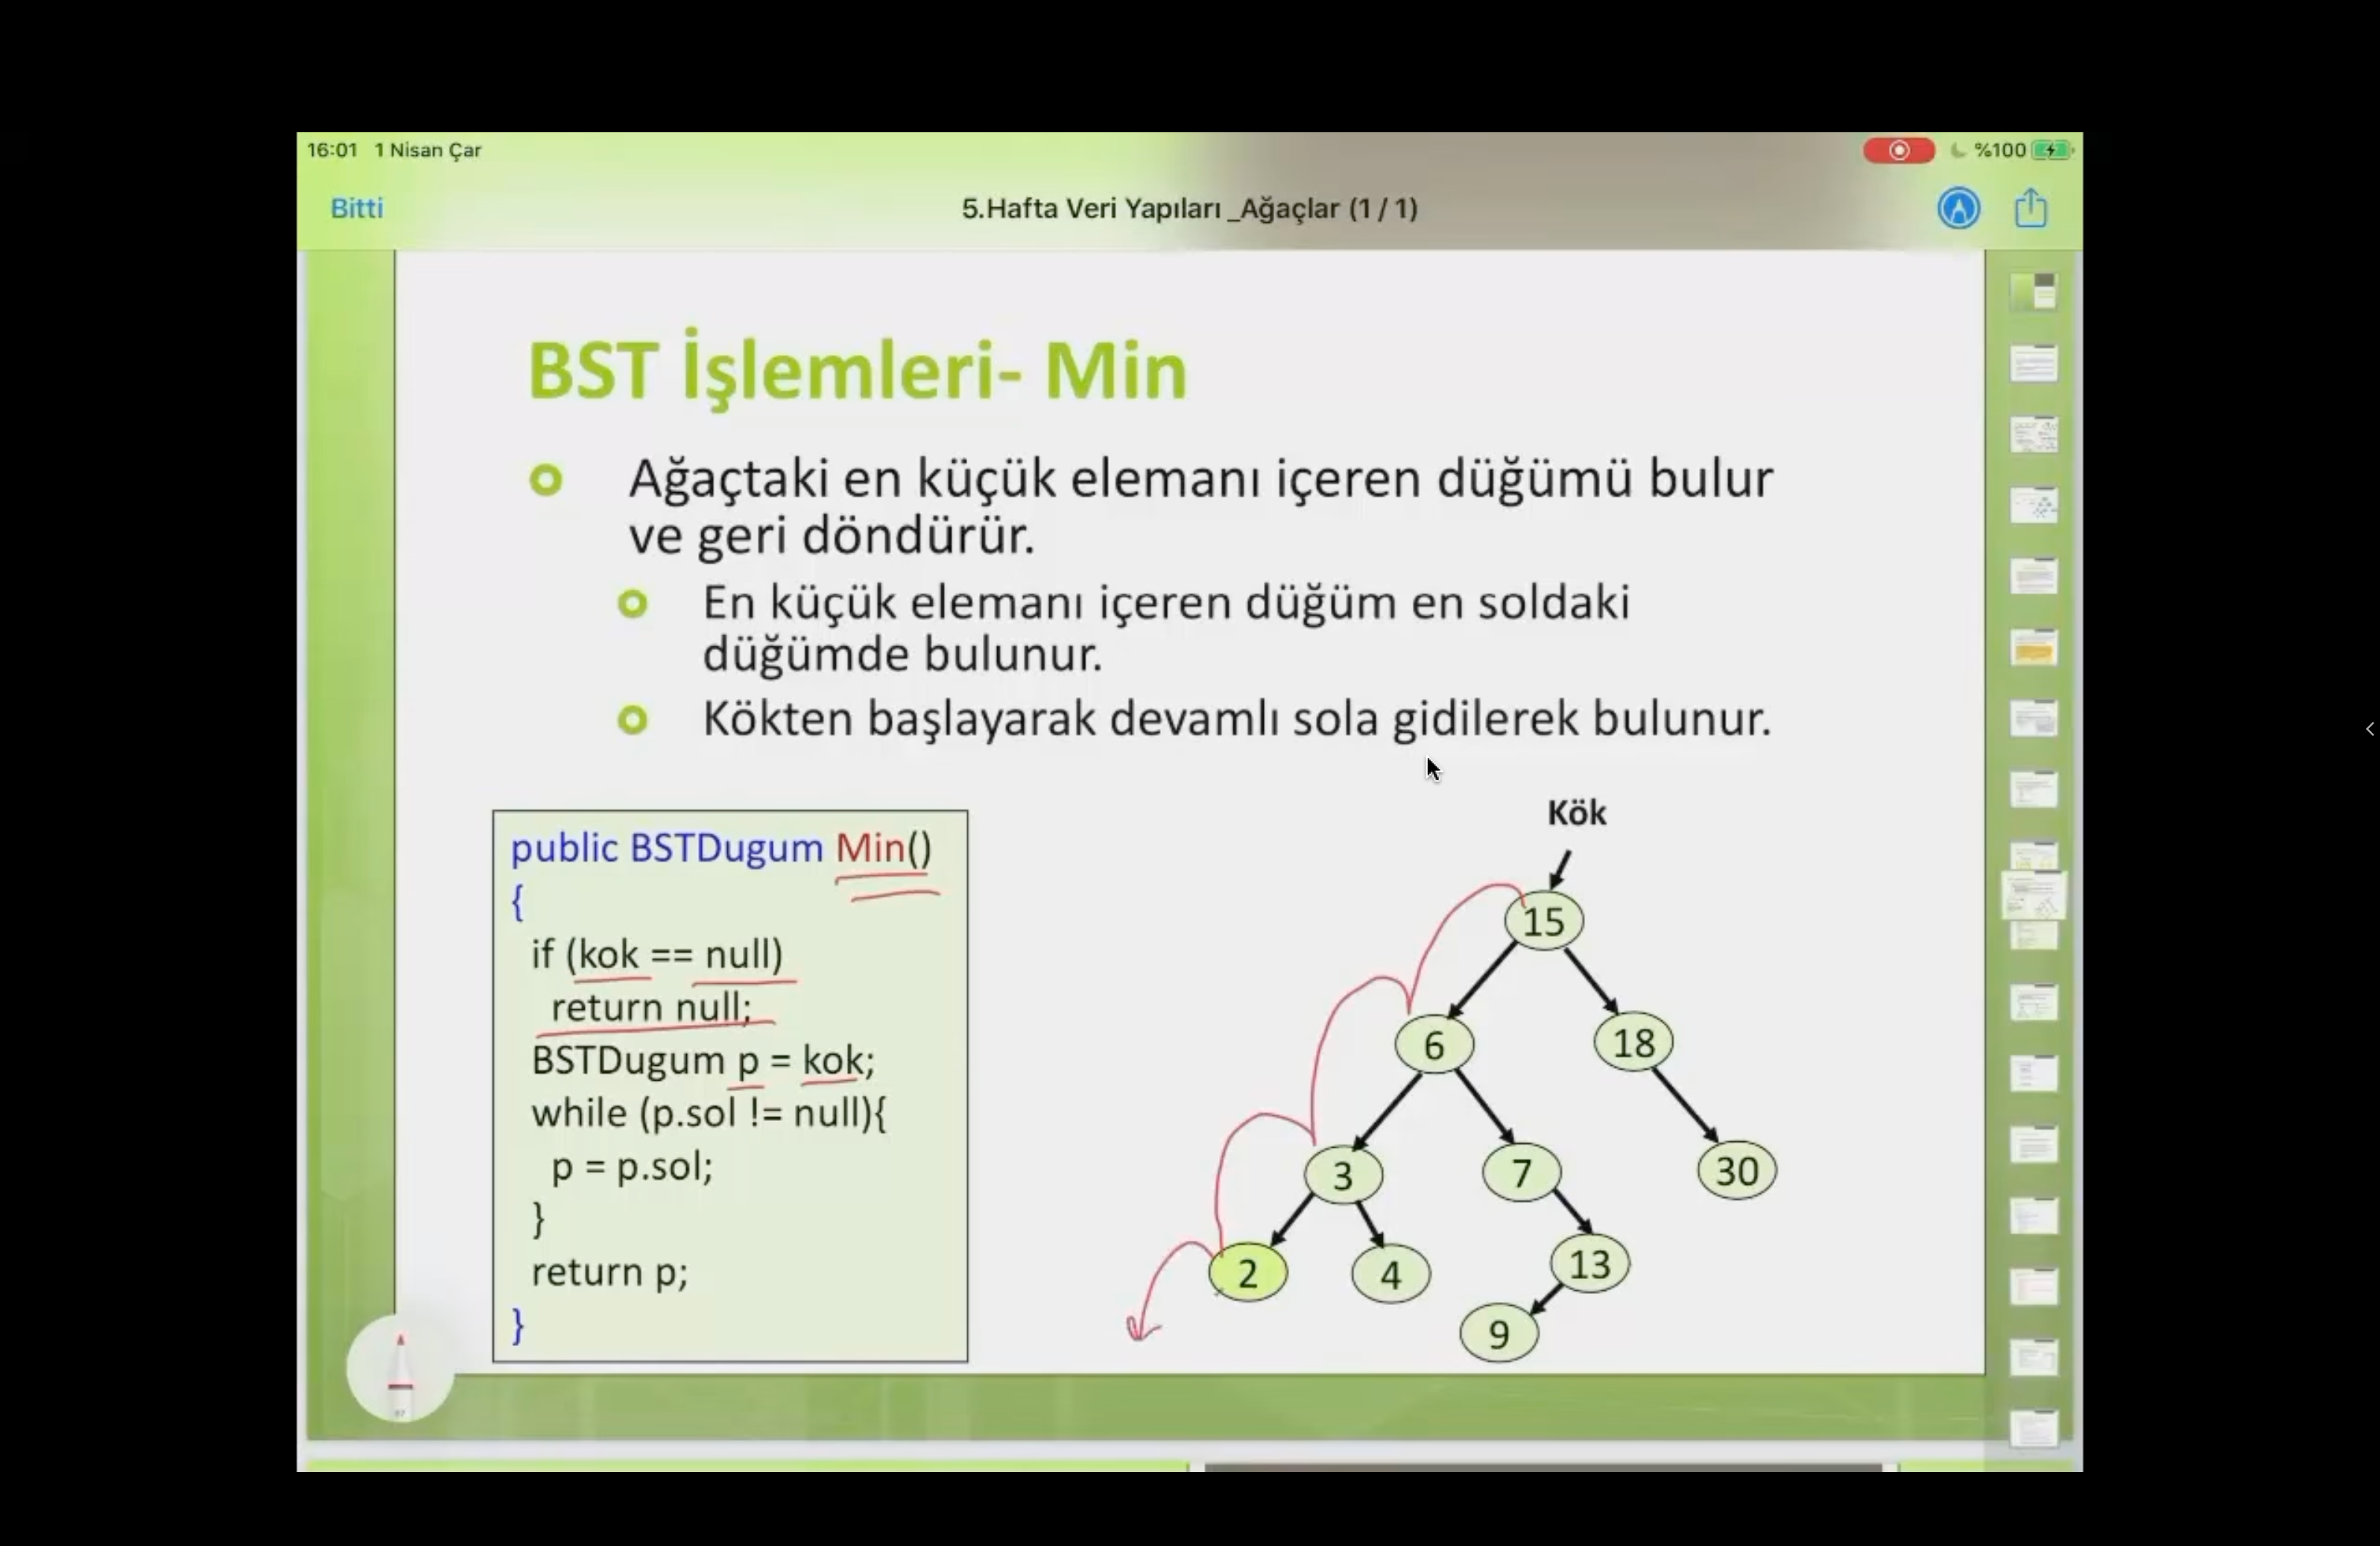 16:01 1 Nisan Çar
%100
Bitti
5.Hafta Veri Yapıları _Ağaçlar (1 / 1)
BST İşlemleri- Min
Ağaçtaki en küçük elemanı içeren düğümü bulur
ve geri döndürür.
En küçük elemanı içeren düğüm en soldaki
düğümde bulunur.
Kökten başlayarak devamlı sola gidilerek bulunur.
public BSTDugum Min()
{
if (kok == null)
return null;
BSTDugum p = kok;
while (p.sol != null){
p = p.sol;
}
return p;
}
Kök
15
6
18
3
7
30
2
4
13
9